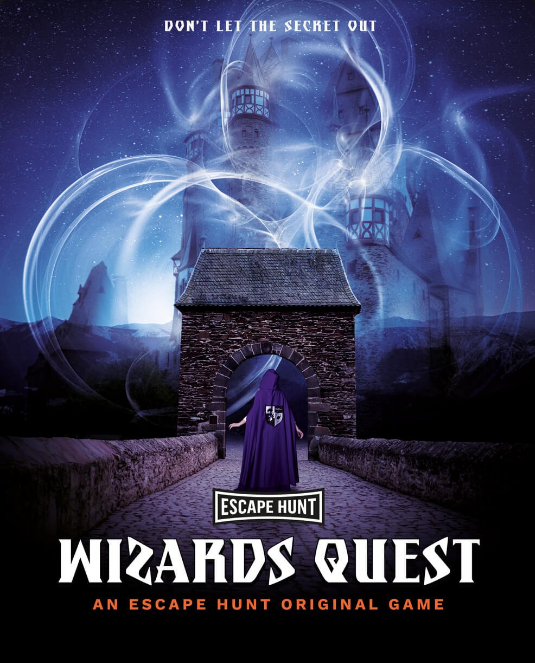 DON'T LET THE SECRET OUT
ESCAPE HUNT
WIZARDS QUEST
AN ESCAPE HUNT ORIGINAL GAME